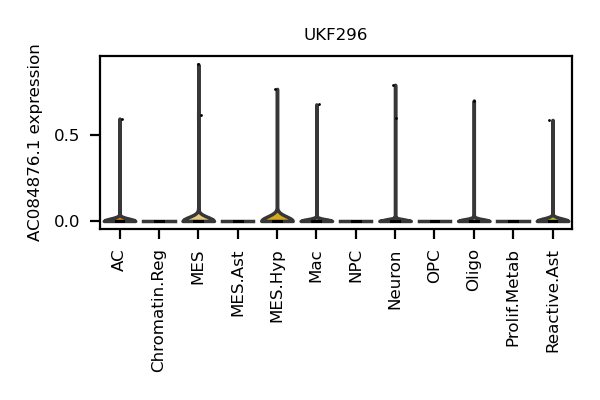 UKF296
AC084876.1 expression
0.5
0.0
AC
Chromatin.Reg
MES
MES.Ast
MES.Hyp
Mac
NPC
Neuron
OPC
Oligo
Prolif.Metab
Reactive.Ast